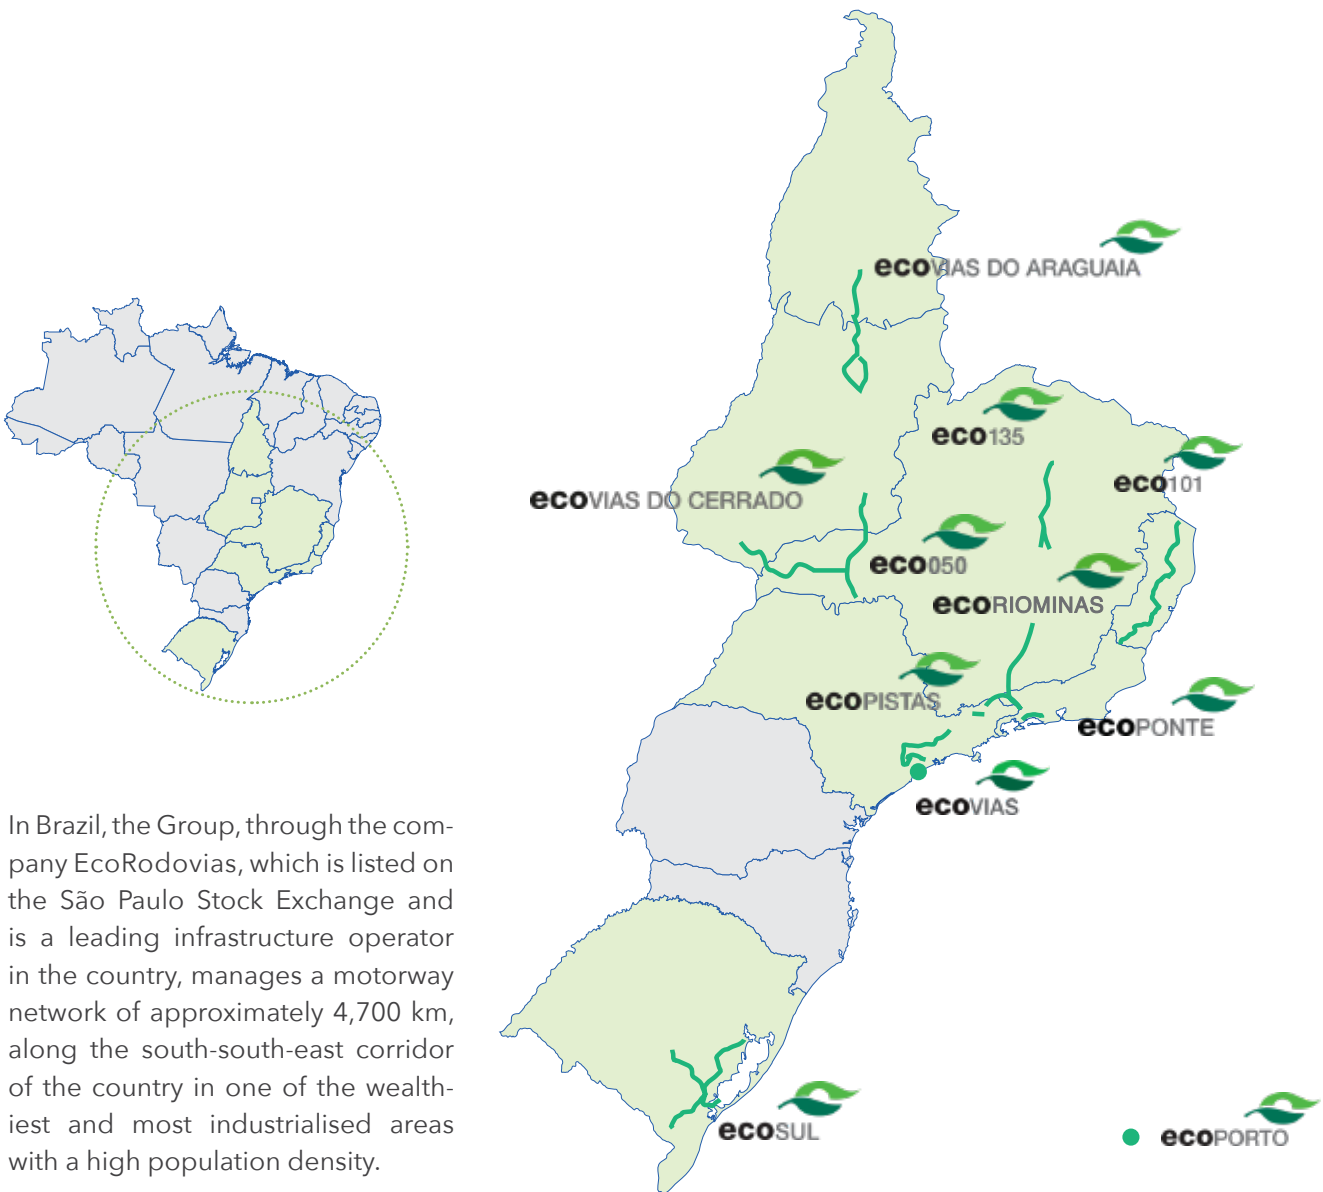 ecoVIAS DO ARAGUAIA
eco135
eco101
ecoVIAS DO CERRADO
eco050
ecoRIOMINAS
ecoPISTAS
ecoPONTE
ecoVIAS
In Brazil, the Group, through the com-
pany EcoRodovias, which is listed on
the São Paulo Stock Exchange and
is a leading infrastructure operator
in the country, manages a motorway
network of approximately 4,700 km,
along the south-south-east corridor
of the country in one of the wealth-
iest and most industrialised areas
with a high population density.
ecoSUL
ecoPORTO